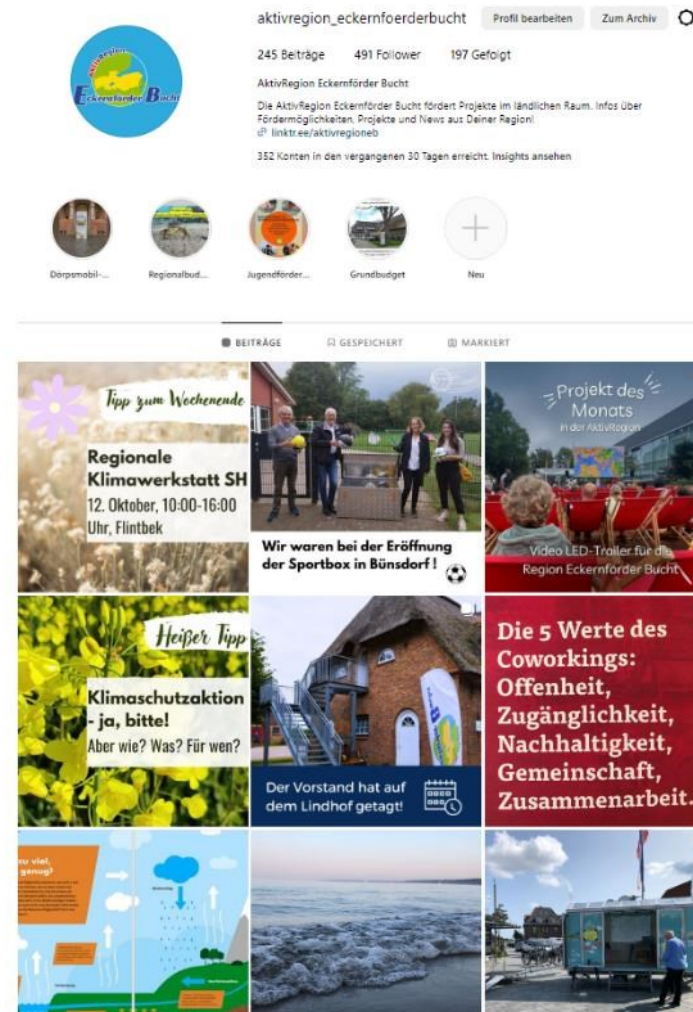 aktivregion_eckernfoerderbucht Profil bearbeiten Zum Archiv
245 Beiträge 491 Follower 197 Gefolgt
AktivRegion Eckernförder Bucht
AktivRegion
Eckernförder Bucht
Die AktivRegion Eckernförder Bucht fördert Projekte im ländlichen Raum. Infos über
Fördermöglichkeiten, Projekte und News aus Deiner Region!
linktr.ee/aktivregioneb
352 Konten in den vergangenen 30 Tagen erreicht. Insights ansehen
Dörpsmobil-... Regionalbud... Jugendförder... Grundbudget Neu
BEITRÄGE GESPEICHERT MARKIERT
Tipp zum Wochenende
Regionale
Klimawerkstatt SH
12. Oktober, 10:00-16:00
Uhr, Flintbek
Wir waren bei der Eröffnung
der Sportbox in Bünsdorf !
Projekt des
Monats
in der AktivRegion
Video LED-Trailer für die
Region Eckernförder Bucht
Heißer Tipp
Klimaschutzaktion
- ja, bitte!
Aber wie? Was? Für wen?
Der Vorstand hat auf
dem Lindhof getagt!
Die 5 Werte des
Coworkings:
Offenheit,
Zugänglichkeit,
Nachhaltigkeit,
Gemeinschaft,
Zusammenarbeit.
zu viel,
genug?